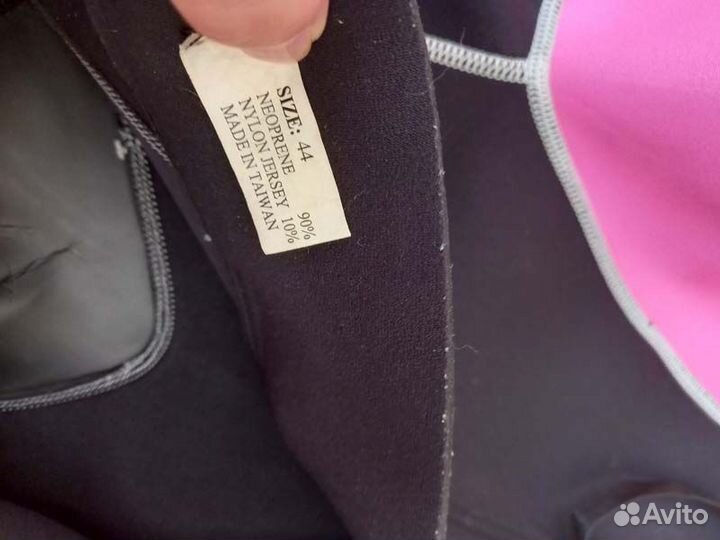 SIZE: 44
NEOPRENE 90%
NYLON JERSEY 10%
MADE IN TAIWAN
Avito